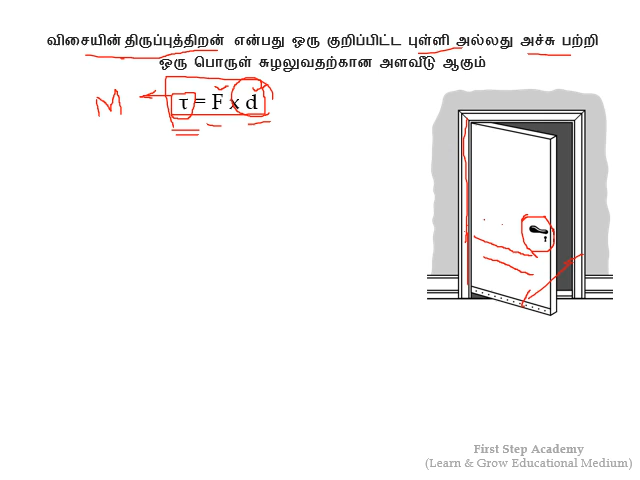 விசையின் திருப்புத்திறன் என்பது ஒரு குறிப்பிட்ட புள்ளி அல்லது அச்சு பற்றி
ஒரு பொருள் சுழலுவதற்கான அளவீடு ஆகும்
M
τ = F x d
First Step Academy
(Learn & Grow Educational Medium)